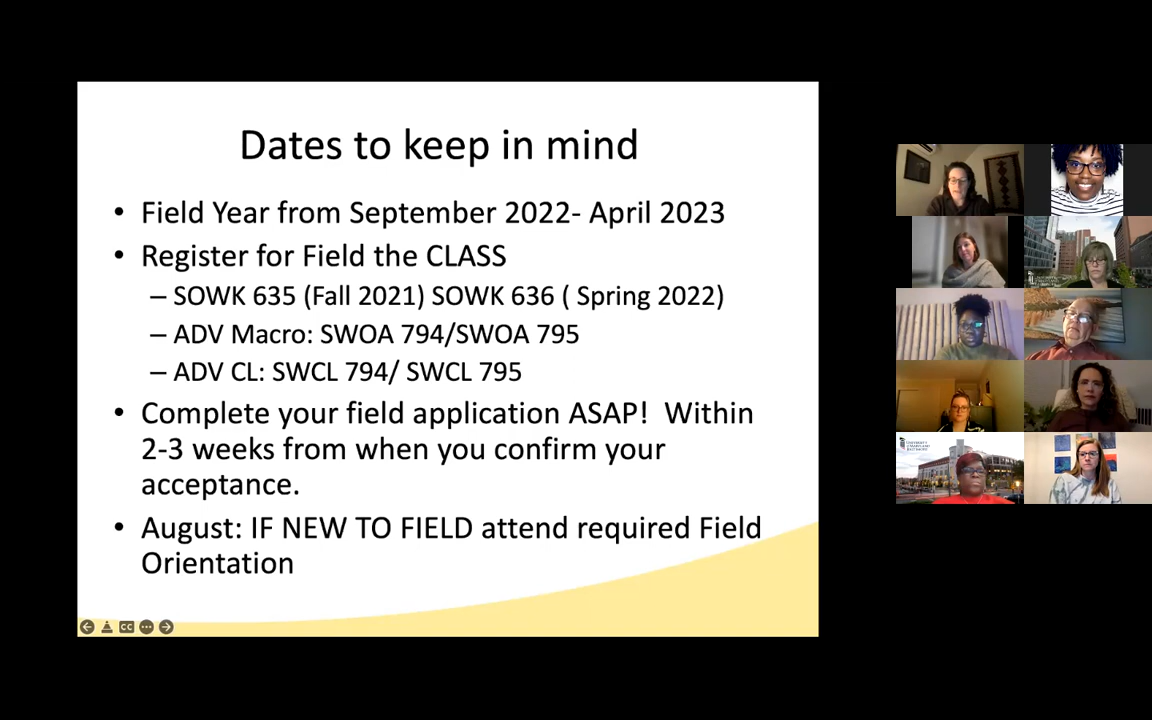 Dates to keep in mind
• Field Year from September 2022- April 2023
• Register for Field the CLASS
– SOWK 635 (Fall 2021) SOWK 636 ( Spring 2022)
– ADV Macro: SWOA 794/SWOA 795
– ADV CL: SWCL 794/ SWCL 795
• Complete your field application ASAP! Within
2-3 weeks from when you confirm your
acceptance.
• August: IF NEW TO FIELD attend required Field
Orientation
CC